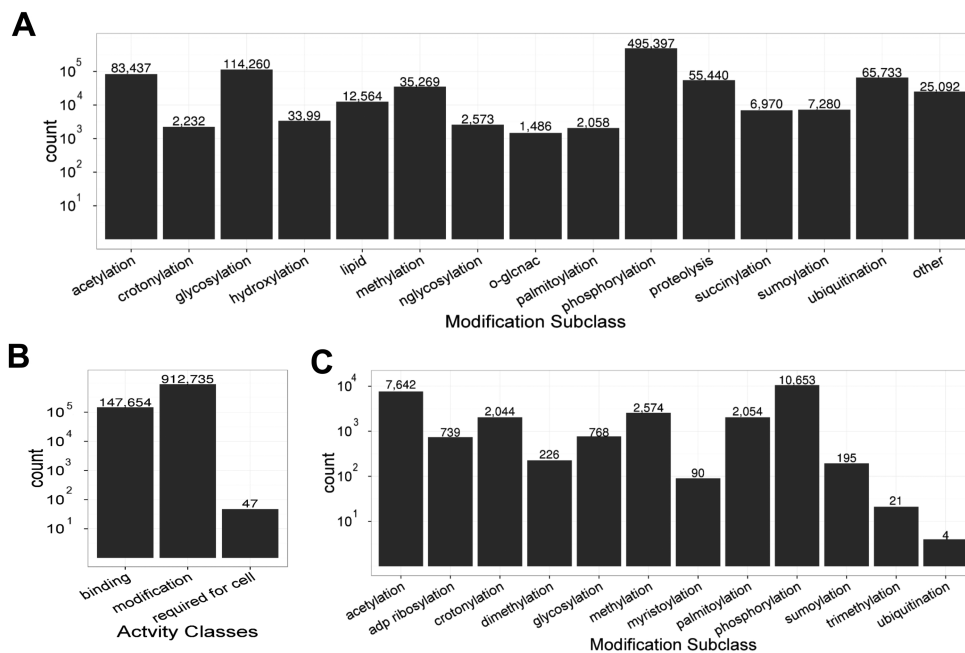 A
495,397
114,260
83,437
65,733
55,440
35,269
25,092
12,564
6,970
7,280
2,232
33,99
2,573
1,486
2,058
10^5
10^4
10^3
10^2
10^1
count
acetylation
crotonylation
glycosylation
hydroxylation
lipid
methylation
nglycosylation
o-glcnac
palmitoylation
phosphorylation
proteolysis
succinylation
sumoylation
ubiquitination
other
Modification Subclass
B
147,654
912,735
47
10^5
10^4
10^3
10^2
10^1
count
binding
modification
required for cell
Actvity Classes
C
7,642
739
2,044
226
768
2,574
90
2,054
10,653
195
21
4
10^4
10^3
10^2
10^1
count
acetylation
adp ribosylation
crotonylation
dimethylation
glycosylation
methylation
myristoylation
palmitoylation
phosphorylation
sumoylation
trimethylation
ubiquitination
Modification Subclass